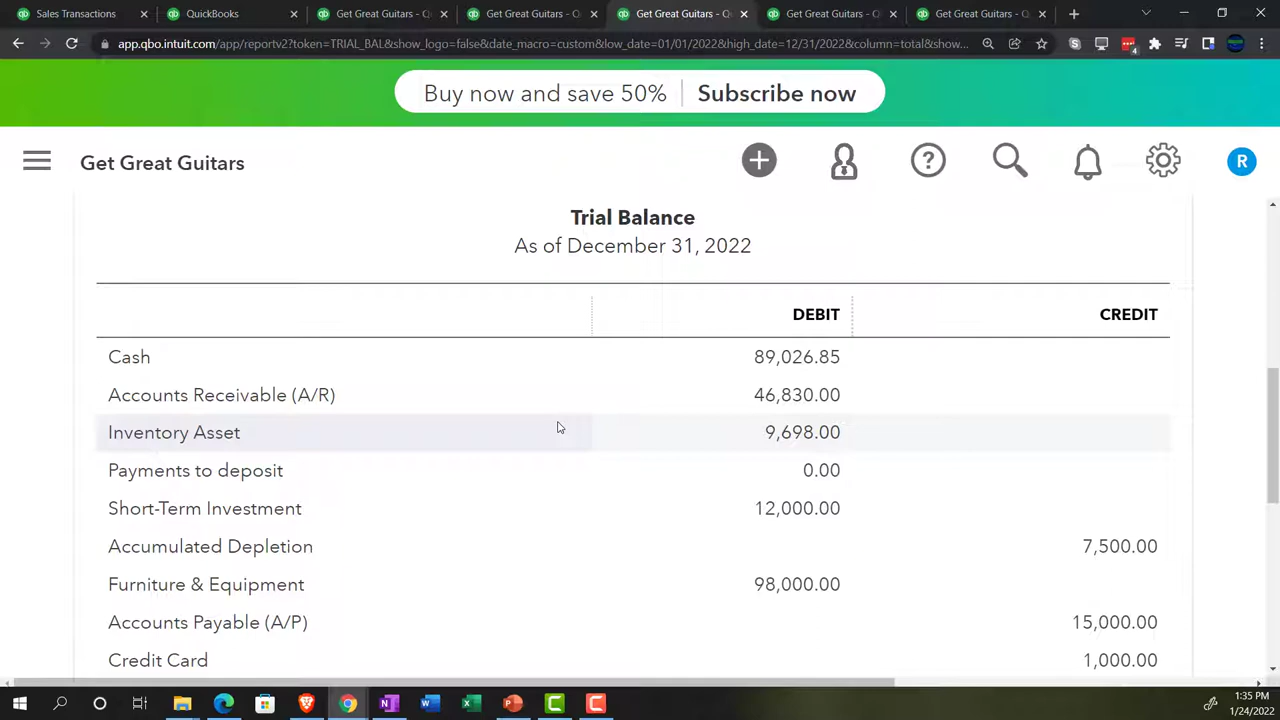 Sales Transactions
QuickBooks
Get Great Guitars - Q
Get Great Guitars - Q
Get Great Guitars - Q
Get Great Guitars - Q
Get Great Guitars - Q
app.qbo.intuit.com/app/reportv2?token=TRIAL_BAL&show_logo=false&date_macro=custom&low_date=01/01/2022&high_date=12/31/2022&column=total&show...
4
Buy now and save 50% Subscribe now
Get Great Guitars
R
Trial Balance
As of December 31, 2022
DEBIT CREDIT
Cash 89,026.85
Accounts Receivable (A/R) 46,830.00
Inventory Asset 9,698.00
Payments to deposit 0.00
Short-Term Investment 12,000.00
Accumulated Depletion 7,500.00
Furniture & Equipment 98,000.00
Accounts Payable (A/P) 15,000.00
Credit Card 1,000.00
1:35 PM
1/24/2022